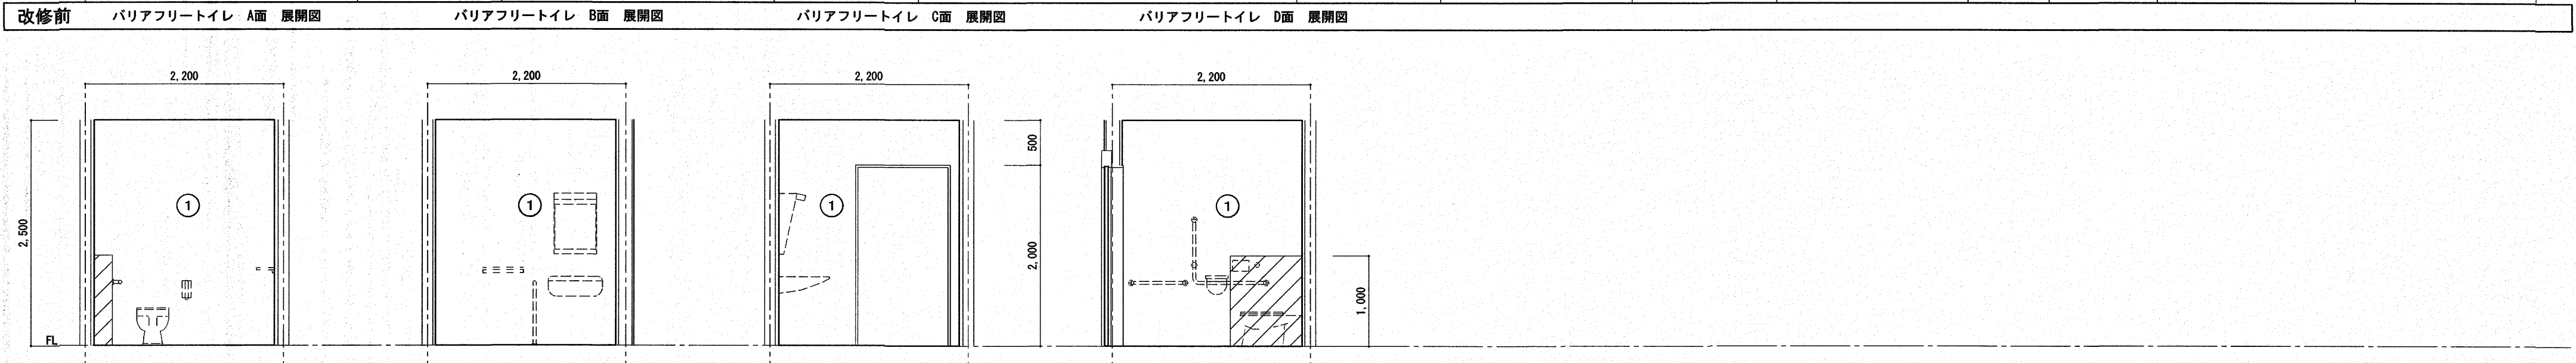 改修前 バリアフリートイレ A面 展開図 バリアフリートイレ B面 展開図 バリアフリートイレ C面 展開図 バリアフリートイレ D面 展開図
2,200 2,200 2,200 2,200
500
① ① ① ①
2,500
2,000
1,000
FL